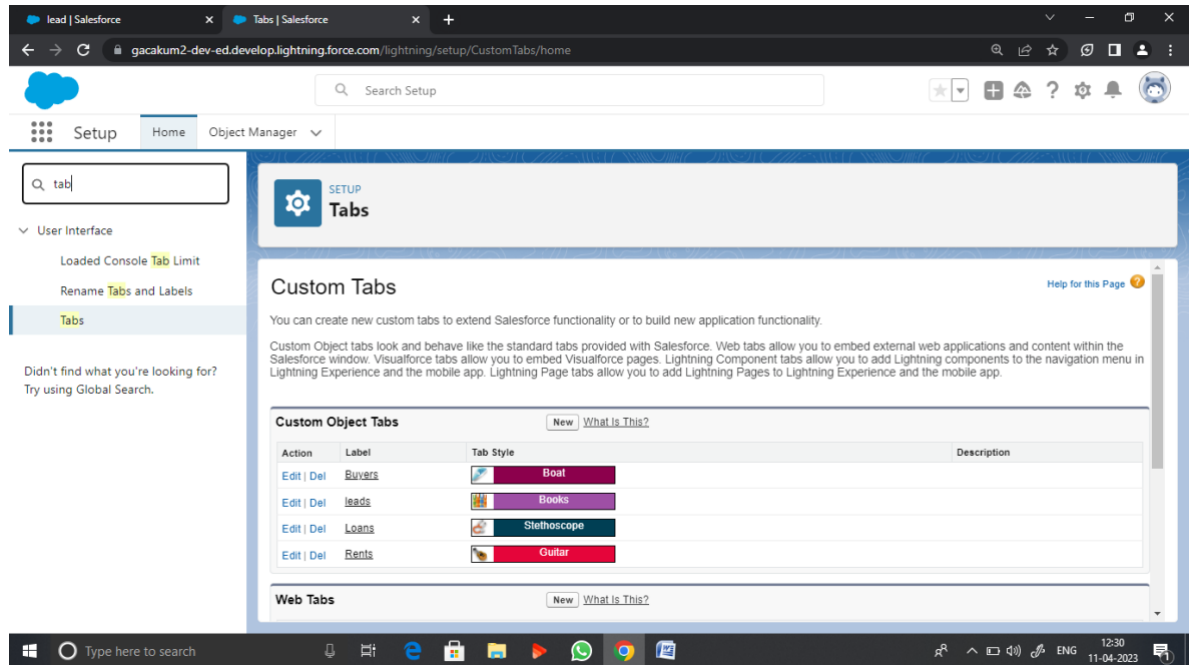 lead | Salesforce
Tabs | Salesforce
gacakum2-dev-ed.develop.lightning.force.com/lightning/setup/CustomTabs/home
Search Setup
Setup
Home
Object Manager
tab
User Interface
Loaded Console Tab Limit
Rename Tabs and Labels
Tabs
Didn't find what you're looking for?
Try using Global Search.
SETUP
Tabs
Custom Tabs
Help for this Page
You can create new custom tabs to extend Salesforce functionality or to build new application functionality.
Custom Object tabs look and behave like the standard tabs provided with Salesforce. Web tabs allow you to embed external web applications and content within the
Salesforce window. Visualforce tabs allow you to embed Visualforce pages. Lightning Component tabs allow you to add Lightning components to the navigation menu in
Lightning Experience and the mobile app. Lightning Page tabs allow you to add Lightning Pages to Lightning Experience and the mobile app.
Custom Object Tabs New What Is This?
Action Label Tab Style Description
Edit | Del Buyers Boat
Edit | Del leads Books
Edit | Del Loans Stethoscope
Edit | Del Rents Guitar
Web Tabs New What Is This?
Type here to search
ENG
12:30
11-04-2023